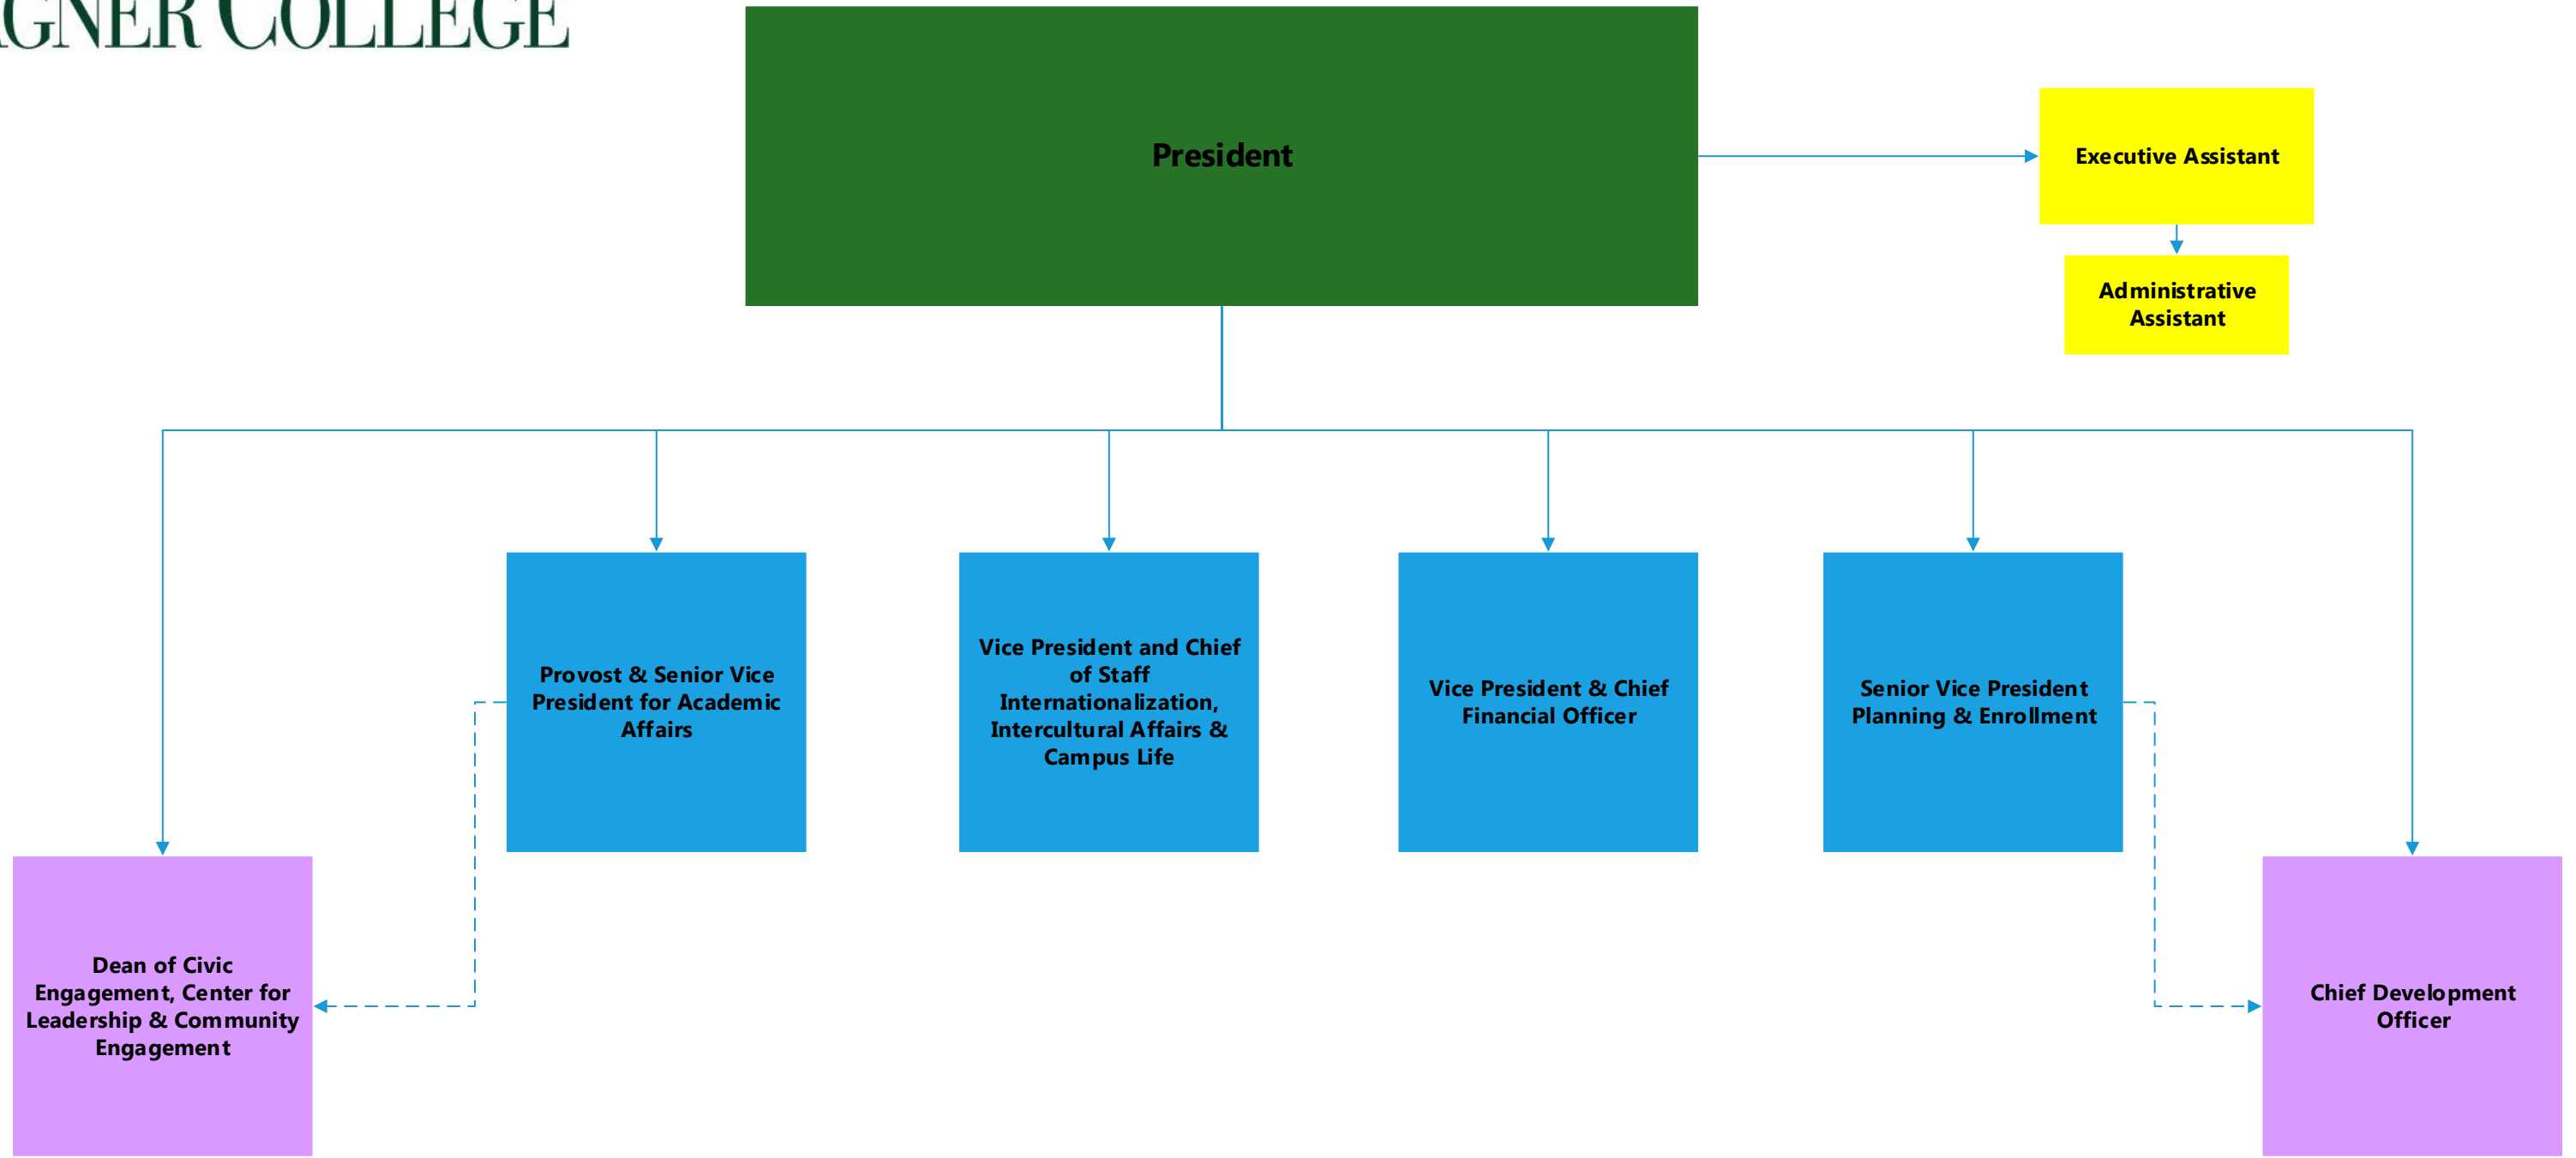 COLLEGE
President
Executive Assistant
Administrative
Assistant
Provost & Senior Vice
President for Academic
Affairs
Vice President and Chief
of Staff
Internationalization,
Intercultural Affairs &
Campus Life
Vice President & Chief
Financial Officer
Senior Vice President
Planning & Enrollment
Dean of Civic
Engagement, Center for
Leadership & Community
Engagement
Chief Development
Officer